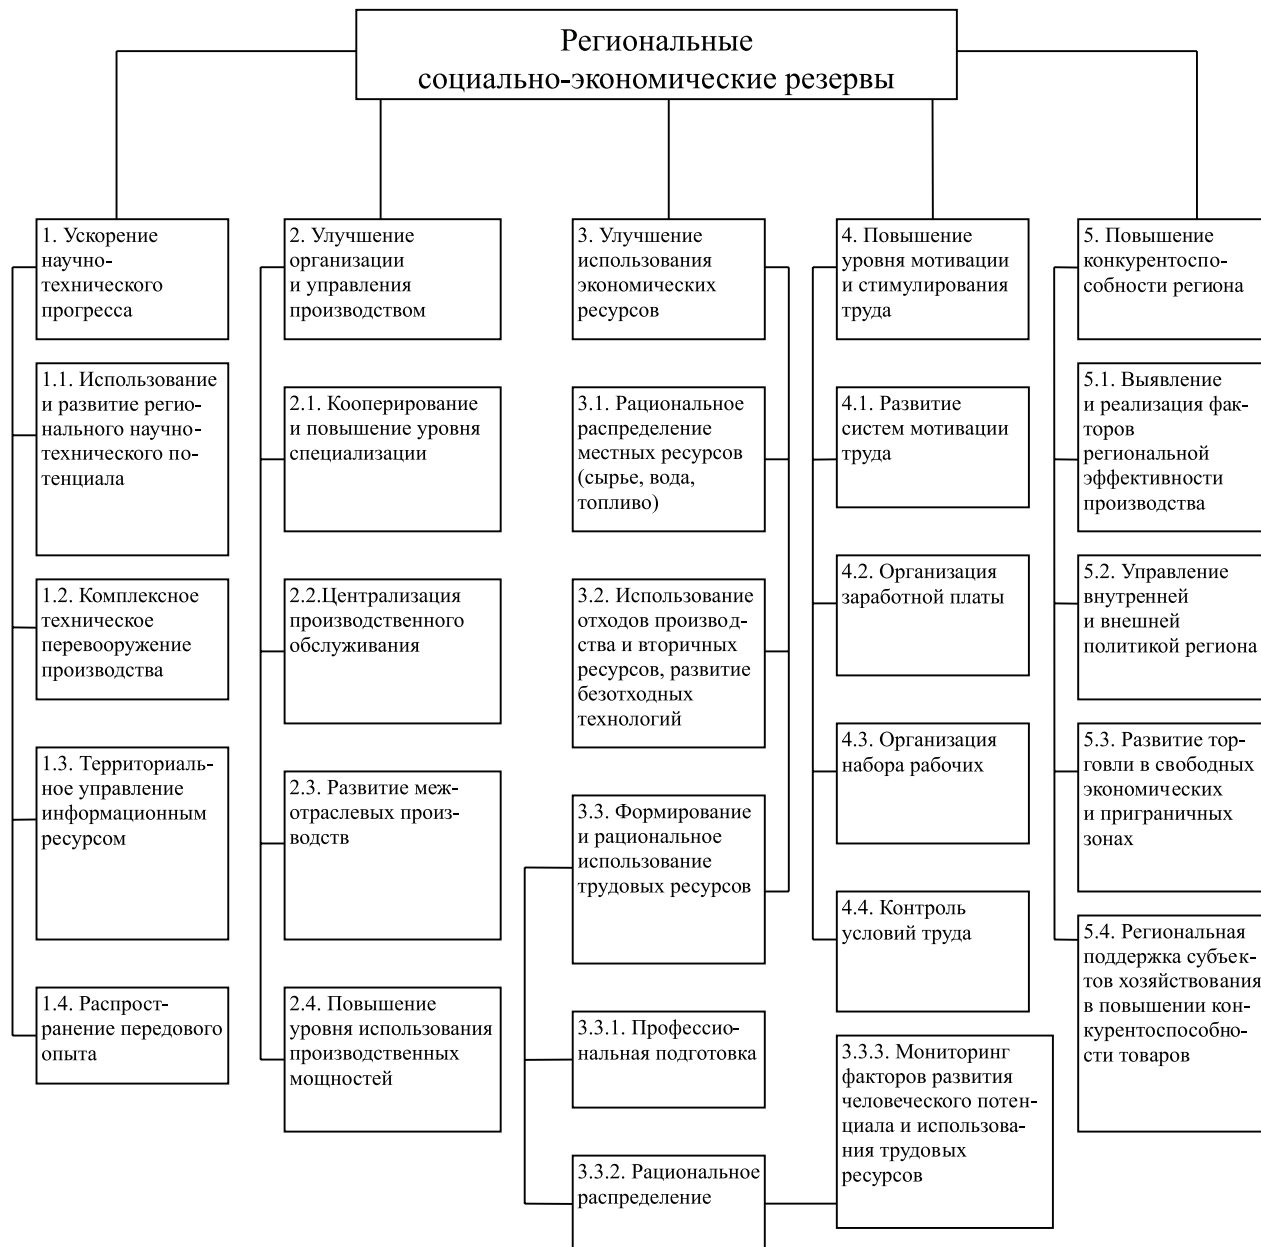 Региональные
социально-экономические резервы
1. Ускорение
научно-
технического
прогресса
1.1. Использование
и развитие регио-
нального научно-
технического по-
тенциала
1.2. Комплексное
техническое
перевооружение
производства
1.3. Территориаль-
ное управление
информационным
ресурсом
1.4. Распрост-
ранение передового
опыта
2. Улучшение
организации
и управления
производством
2.1. Кооперирование
и повышение уровня
специализации
2.2.Централизация
производственного
обслуживания
2.3. Развитие меж-
отраслевых произ-
водств
2.4. Повышение
уровня использования
производственных
мощностей
3. Улучшение
использования
экономических
ресурсов
3.1. Рациональное
распределение
местных ресурсов
(сырье, вода,
топливо)
3.2. Использование
отходов производ-
ства и вторичных
ресурсов, развитие
безотходных
технологий
3.3. Формирование
и рациональное
использование
трудовых ресурсов
3.3.1. Профессио-
нальная подготовка
3.3.2. Рациональное
распределение
3.3.3. Мониторинг
факторов развития
человеческого потен-
циала и использова-
ния трудовых
ресурсов
4. Повышение
уровня мотивации
и стимулирования
труда
4.1. Развитие
систем мотивации
труда
4.2. Организация
заработной платы
4.3. Организация
набора рабочих
4.4. Контроль
условий труда
5. Повышение
конкурентоспо-
собности региона
5.1. Выявление
и реализация фак-
торов
региональной
эффективности
производства
5.2. Управление
внутренней
и внешней
политикой региона
5.3. Развитие тор-
говли в свободных
экономических
и приграничных
зонах
5.4. Региональная
поддержка субъек-
тов хозяйствования
в повышении кон-
курентоспособно-
сти товаров